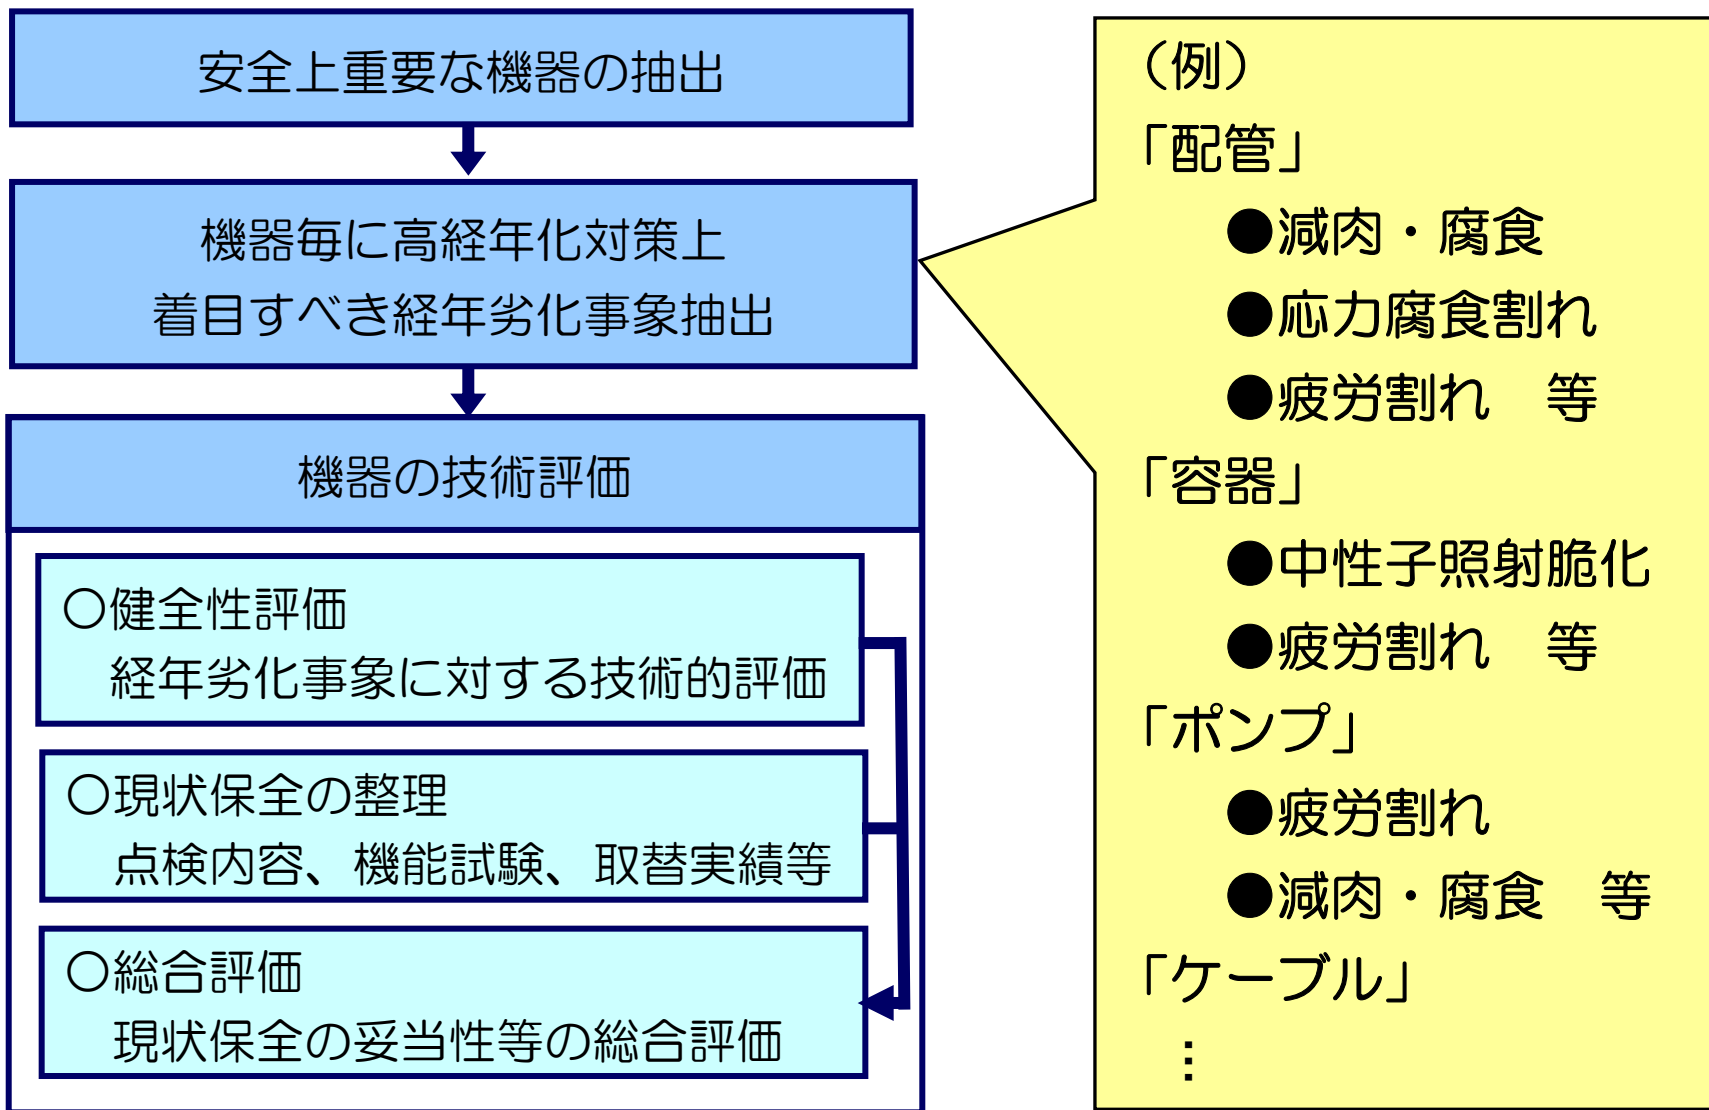 安全上重要な機器の抽出
機器毎に高経年化対策上
着目すべき経年劣化事象抽出
機器の技術評価
○健全性評価
経年劣化事象に対する技術的評価
○現状保全の整理
点検内容、機能試験、取替実績等
○総合評価
現状保全の妥当性等の総合評価
（例）
「配管」
●減肉・腐食
●応力腐食割れ
●疲労割れ　等
「容器」
●中性子照射脆化
●疲労割れ　等
「ポンプ」
●疲労割れ
●減肉・腐食　等
「ケーブル」
…